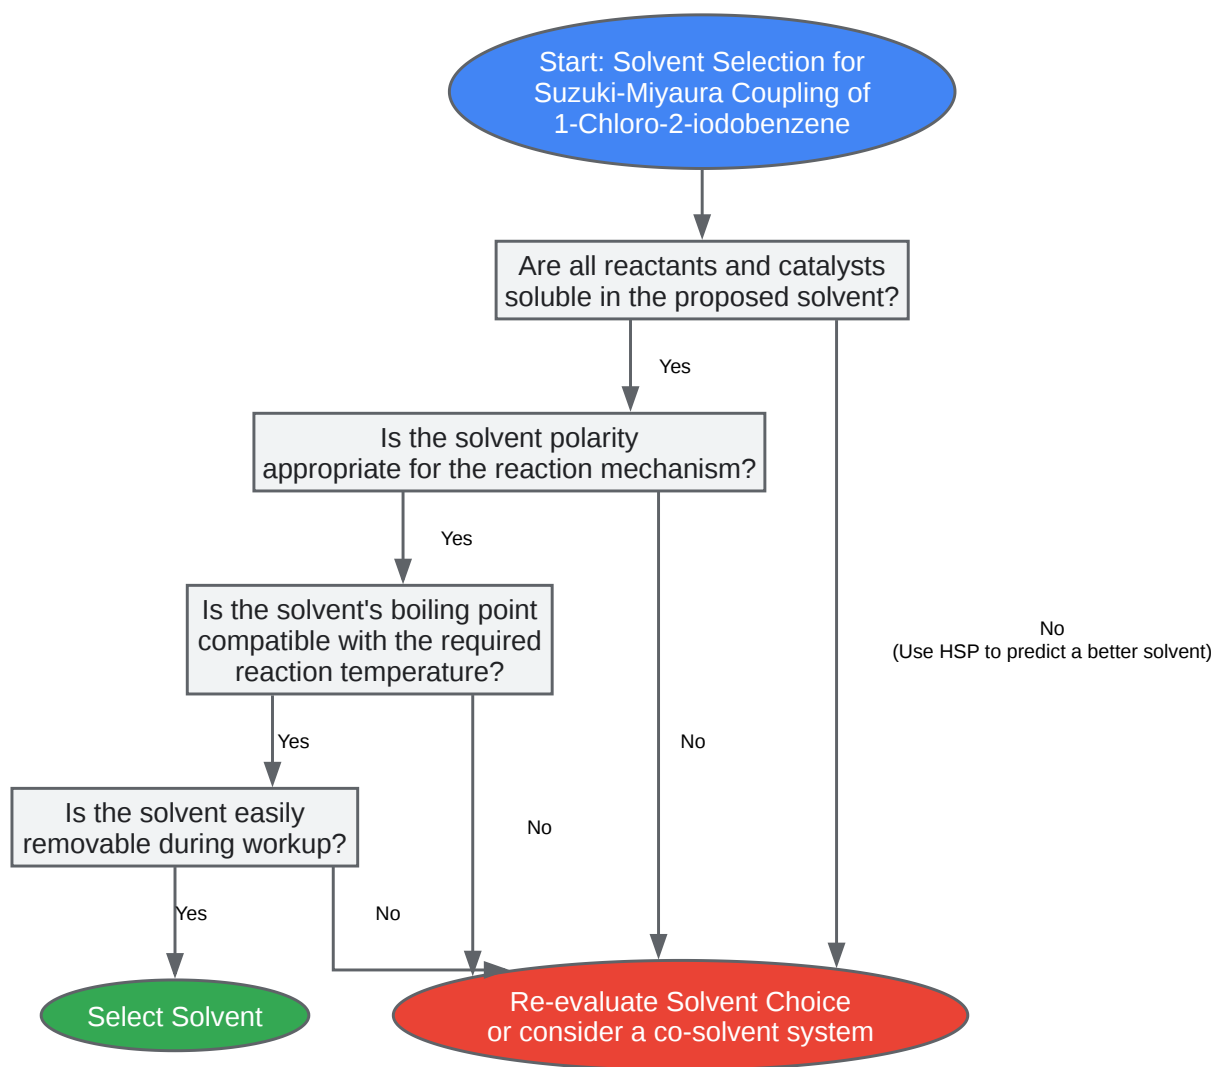 Start: Solvent Selection for
Suzuki-Miyaura Coupling of
1-Chloro-2-iodobenzene
Are all reactants and catalysts
soluble in the proposed solvent?
Yes
Is the solvent polarity
appropriate for the reaction mechanism?
Yes
Is the solvent's boiling point
compatible with the required
reaction temperature?
No
(Use HSP to predict a better solvent)
Yes
No
Is the solvent easily
removable during workup?
No
Yes
No
Select Solvent
Re-evaluate Solvent Choice
or consider a co-solvent system